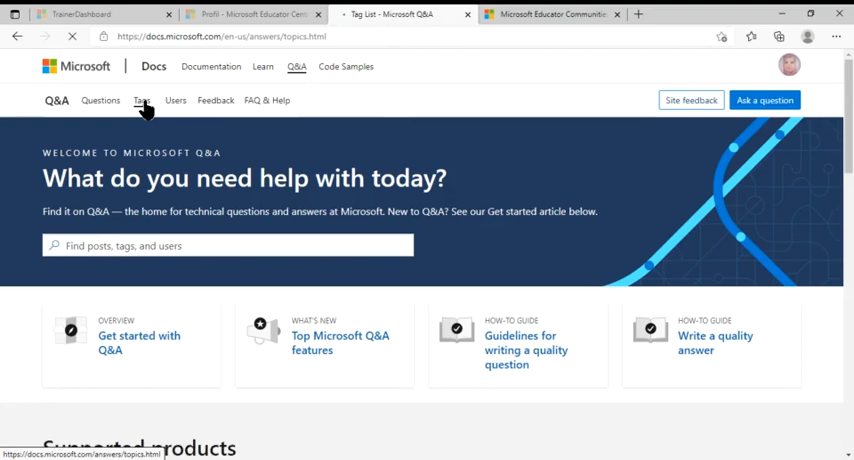 TrainerDashboard
Profil - Microsoft Educator Cent
Tag List - Microsoft Q&A
Microsoft Educator Communitie
https://docs.microsoft.com/en-us/answers/topics.html
Microsoft
Docs
Documentation
Learn
Q&A
Code Samples
Q&A
Questions
Tags
Users
Feedback
FAQ & Help
Site feedback
Ask a question
WELCOME TO MICROSOFT Q&A
What do you need help with today?
Find it on Q&A — the home for technical questions and answers at Microsoft. New to Q&A? See our Get started article below.
Find posts, tags, and users
OVERVIEW
Get started with
Q&A
WHAT'S NEW
Top Microsoft Q&A
features
HOW-TO GUIDE
Guidelines for
writing a quality
question
HOW-TO GUIDE
Write a quality
answer
Supported products
https://docs.microsoft.com/answers/topics.html